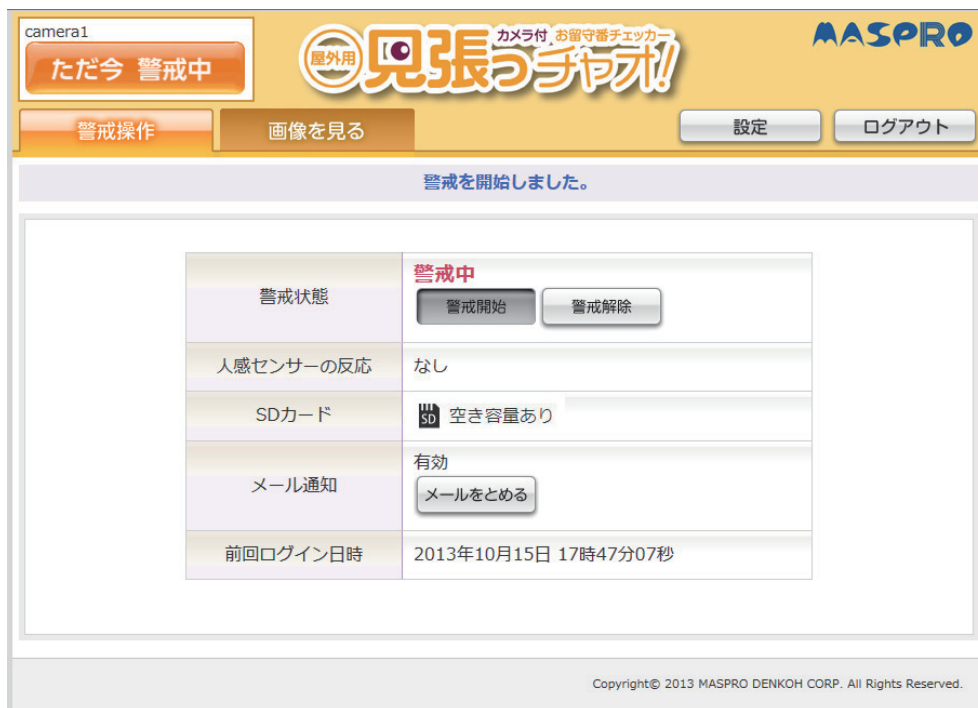 camera1
ただ今 警戒中
屋外用
カメラ付 お留守番チェッカー
見張っチャオ!
MASPRO
警戒操作
画像を見る
設定
ログアウト
警戒を開始しました。
警戒状態
警戒中
警戒開始
警戒解除
人感センサーの反応
なし
SDカード
SD 空き容量あり
メール通知
有効
メールをとめる
前回ログイン日時
2013年10月15日 17時47分07秒
Copyright© 2013 MASPRO DENKOH CORP. All Rights Reserved.